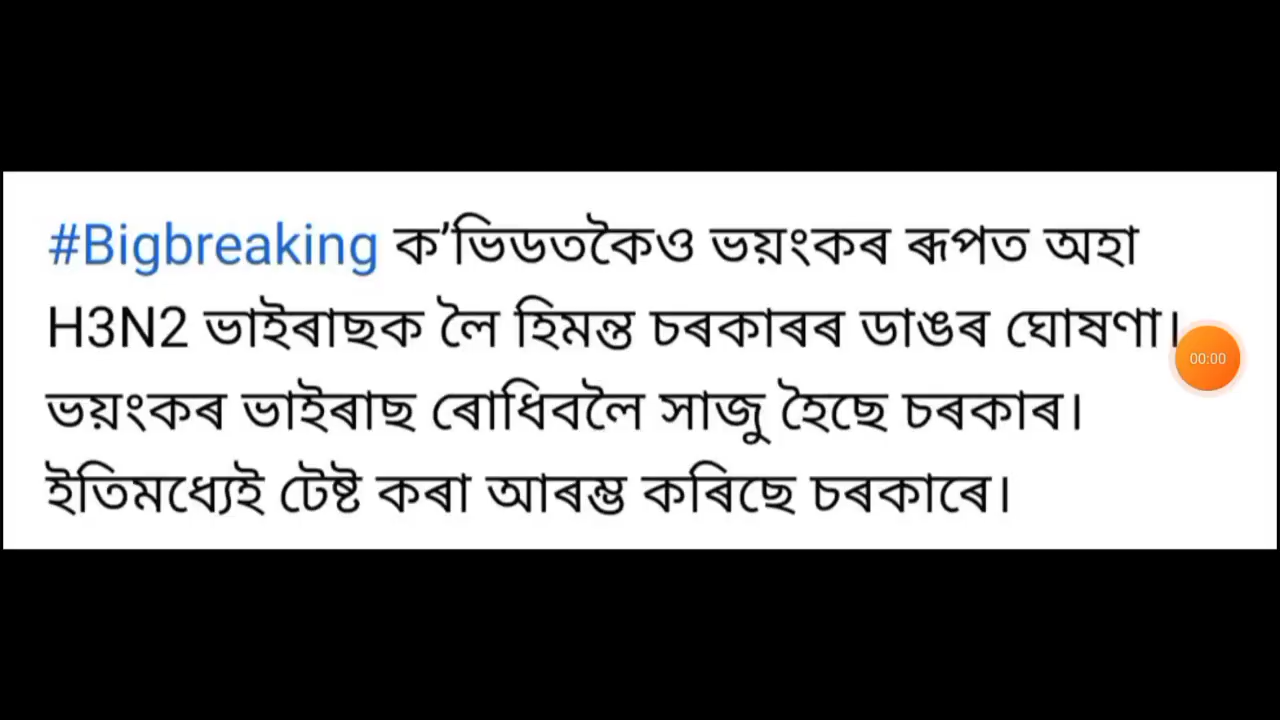 #Bigbreaking ক'ভিডতকৈও ভয়ংকৰ ৰূপত অহা
H3N2 ভাইৰাছক লৈ হিমন্ত চৰকাৰৰ ডাঙৰ ঘোষণা।
00:00
ভয়ংকৰ ভাইৰাছ ৰোধিবলৈ সাজু হৈছে চৰকাৰ।
ইতিমধ্যেই টেষ্ট কৰা আৰম্ভ কৰিছে চৰকাৰে।